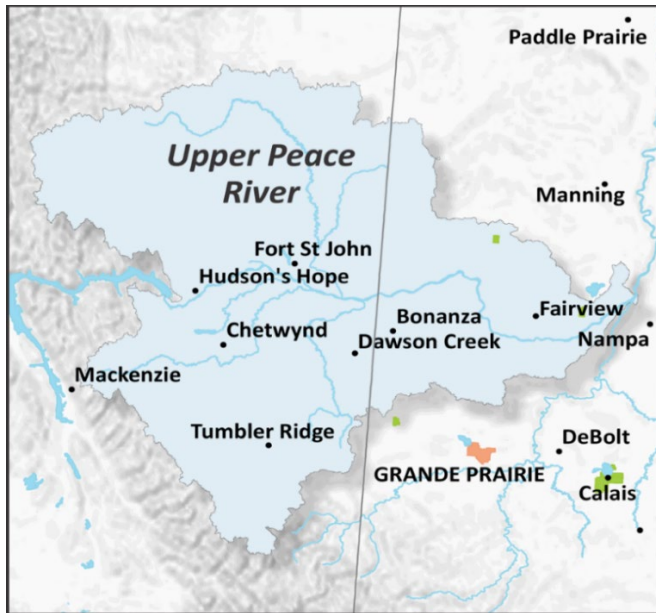 Paddle Prairie
Upper Peace
River
Manning
Fort St John
Hudson's Hope
Bonanza
Fairview
Chetwynd
Dawson Creek
Nampa
Mackenzie
Tumbler Ridge
DeBolt
GRANDE PRAIRIE
Calais